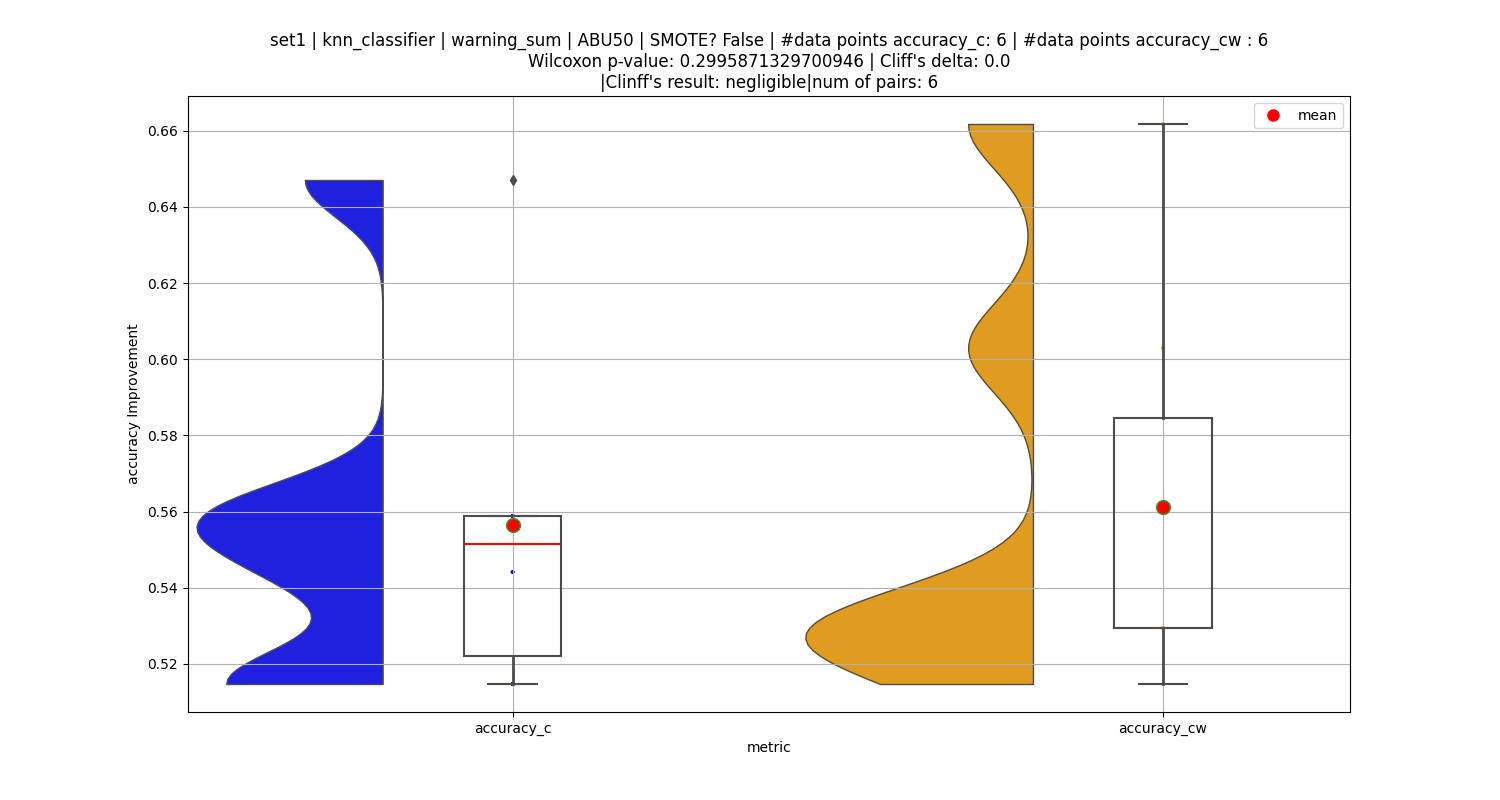 set1 | knn_classifier | warning_sum | ABU50 | SMOTE? False | #data points accuracy_c: 6 | #data points accuracy_cw : 6
Wilcoxon p-value: 0.2995871329700946 | Cliff's delta: 0.0
|Clinff's result: negligible|num of pairs: 6
mean
0.66
0.64
0.62
0.60
0.58
0.56
0.54
0.52
accuracy Improvement
accuracy_c
accuracy_cw
metric